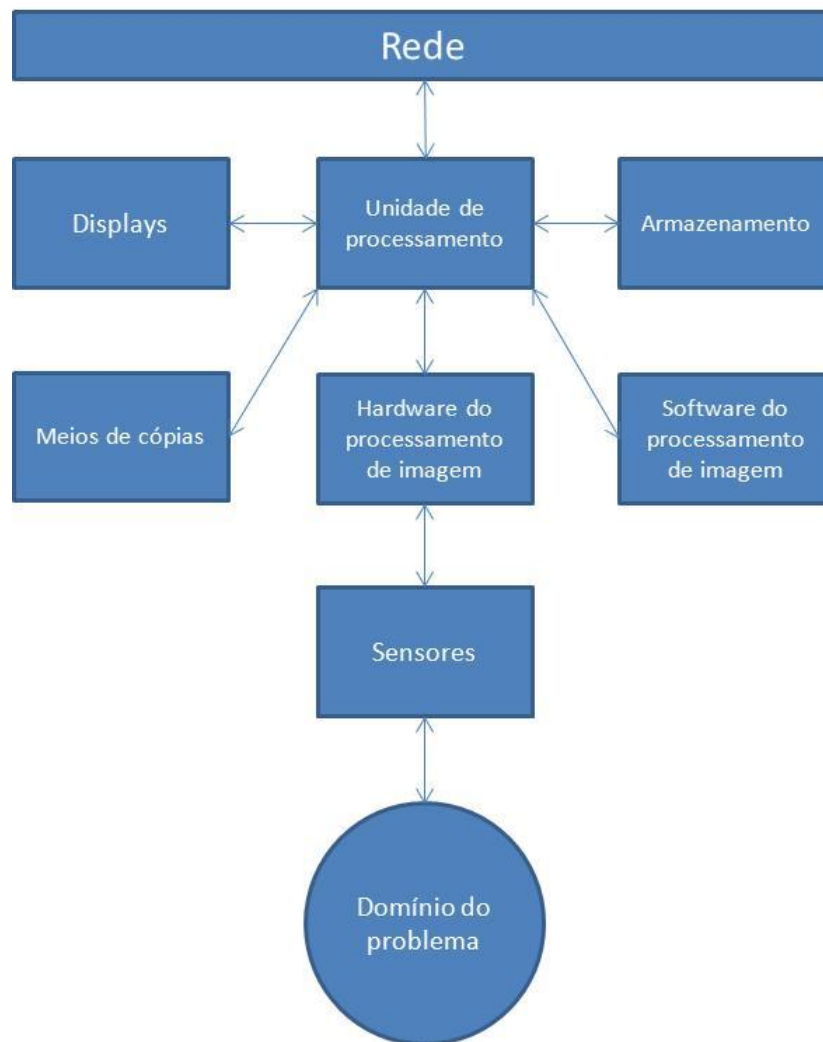 Rede
Displays
Unidade de
processamento
Armazenamento
Meios de cópias
Hardware do
processamento
de imagem
Software do
processamento
de imagem
Sensores
Domínio do
problema